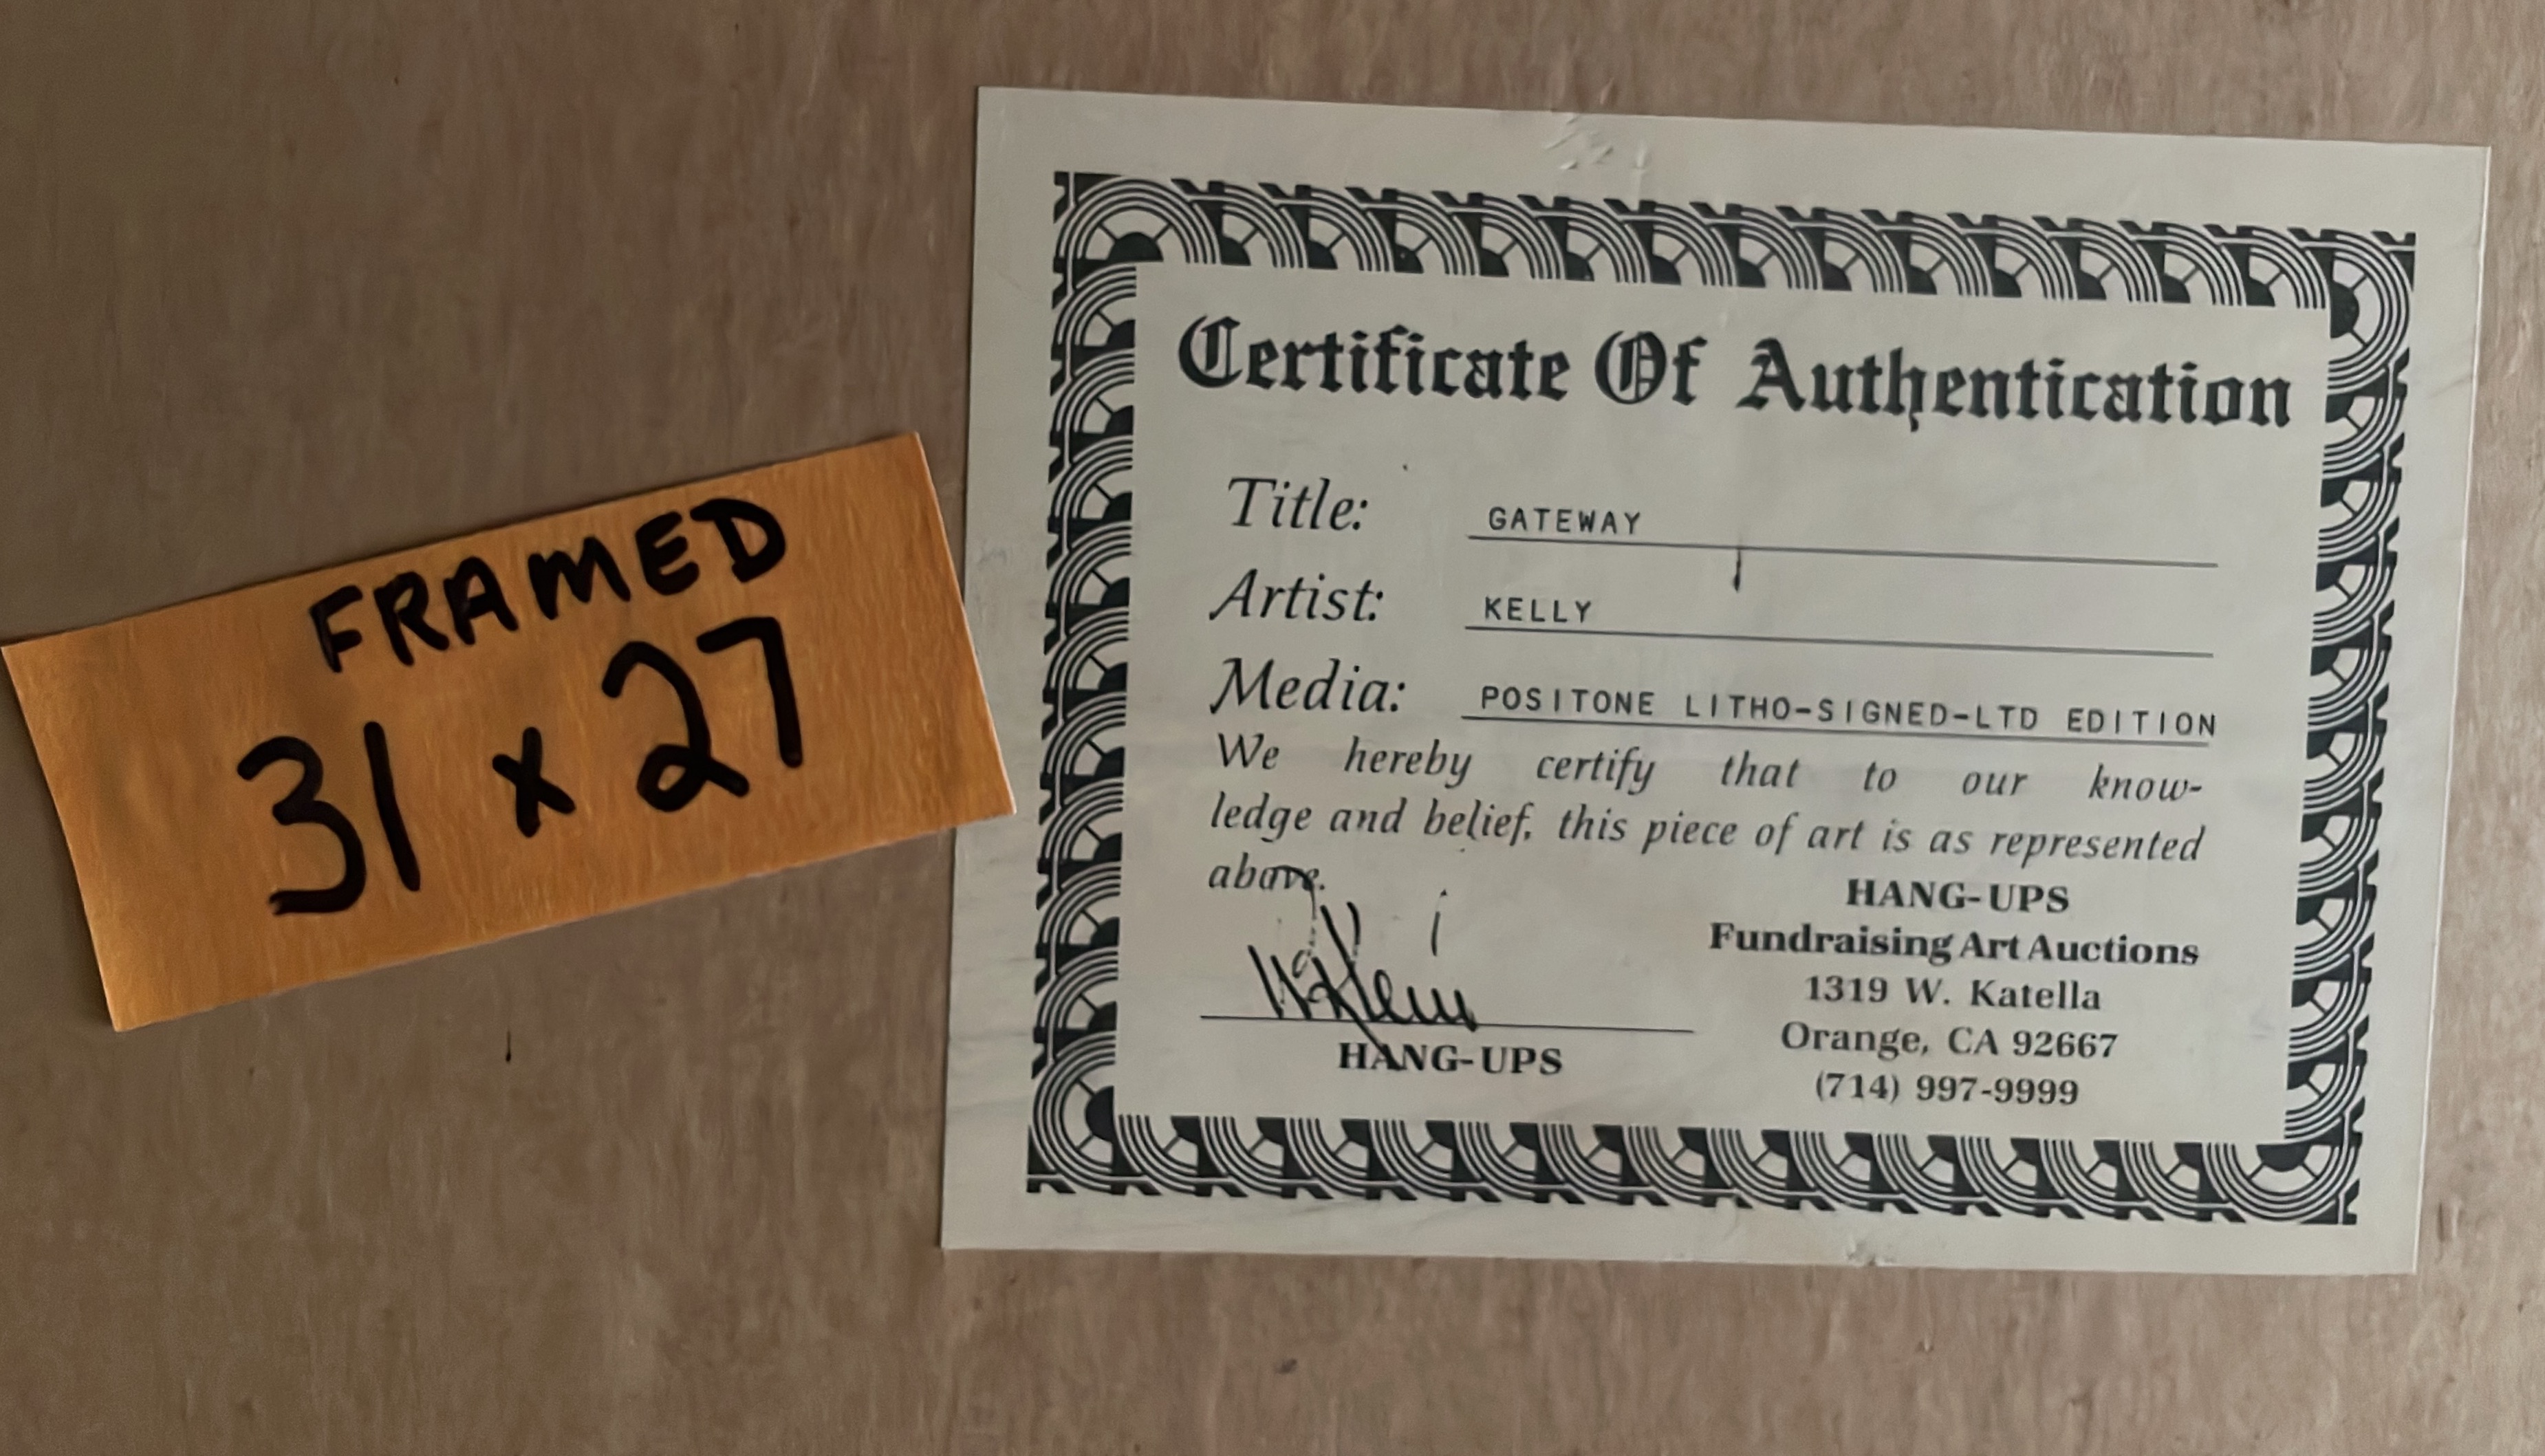 FRAMED
31 x 27
Certificate Of Authentication
Title: GATEWAY
Artist: KELLY
Media: POSITONE LITHO-SIGNED-LTD EDITION
We hereby certify that to our know-
ledge and belief, this piece of art is as represented
above.
HANG-UPS
Fundraising Art Auctions
1319 W. Katella
Orange, CA 92667
(714) 997-9999
HANG-UPS